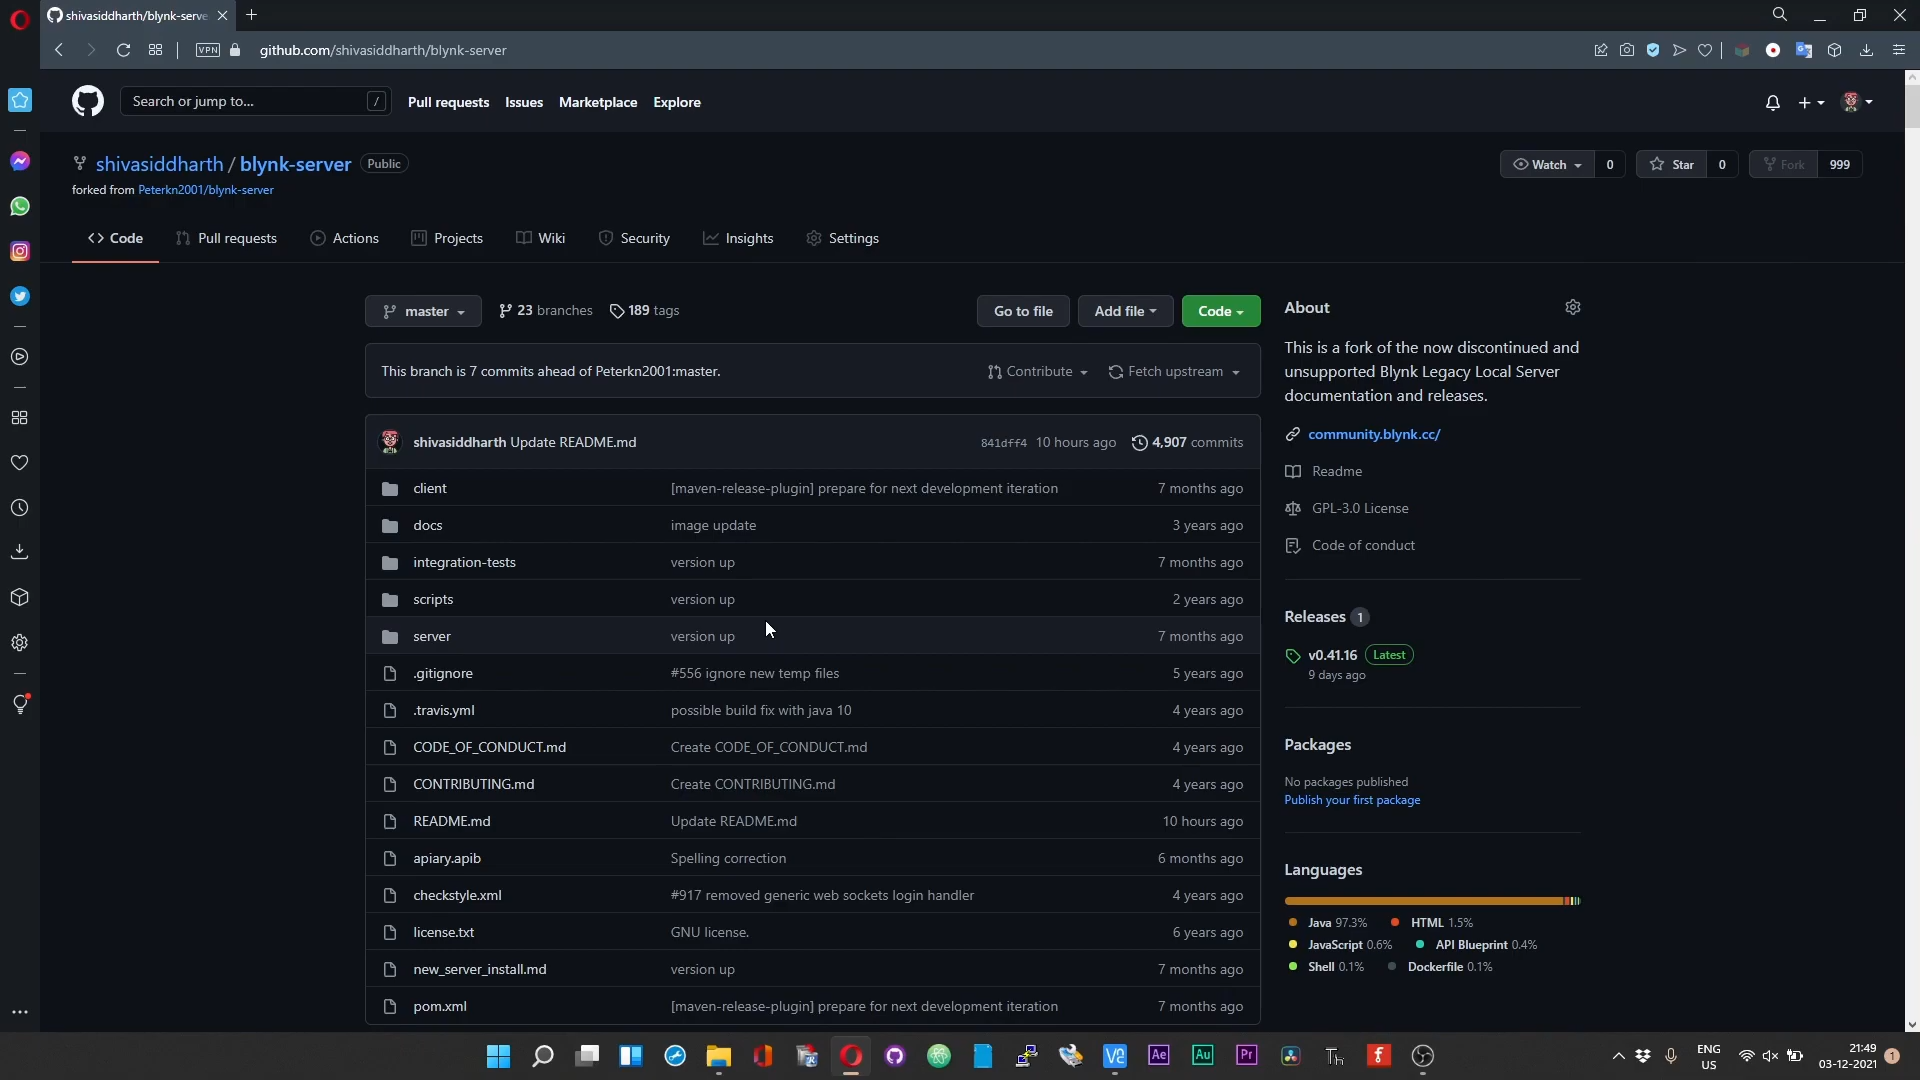 shivasiddharth/blynk-serve
VPN
github.com/shivasiddharth/blynk-server
Search or jump to...
/
Pull requests Issues Marketplace Explore
shivasiddharth / blynk-server Public
Watch 0 Star 0 Fork 999
forked from Peterkn2001/blynk-server
Code Pull requests Actions Projects Wiki Security Insights Settings
master 23 branches 189 tags Go to file Add file Code
This branch is 7 commits ahead of Peterkn2001:master. Contribute Fetch upstream
shivasiddharth Update README.md 841dff4 10 hours ago 4,907 commits
client [maven-release-plugin] prepare for next development iteration 7 months ago
docs image update 3 years ago
integration-tests version up 7 months ago
scripts version up 2 years ago
server version up 7 months ago
.gitignore #556 ignore new temp files 5 years ago
.travis.yml possible build fix with java 10 4 years ago
CODE_OF_CONDUCT.md Create CODE_OF_CONDUCT.md 4 years ago
CONTRIBUTING.md Create CONTRIBUTING.md 4 years ago
README.md Update README.md 10 hours ago
apiary.apib Spelling correction 6 months ago
checkstyle.xml #917 removed generic web sockets login handler 4 years ago
license.txt GNU license. 6 years ago
new_server_install.md version up 7 months ago
pom.xml [maven-release-plugin] prepare for next development iteration 7 months ago
About
This is a fork of the now discontinued and
unsupported Blynk Legacy Local Server
documentation and releases.
community.blynk.cc/
Readme
GPL-3.0 License
Code of conduct
Releases 1
v0.41.16 Latest
9 days ago
Packages
No packages published
Publish your first package
Languages
Java 97.3% HTML 1.5%
JavaScript 0.6% API Blueprint 0.4%
Shell 0.1% Dockerfile 0.1%
Ae Au Pr
ENG
US
21:49
03-12-2021
1